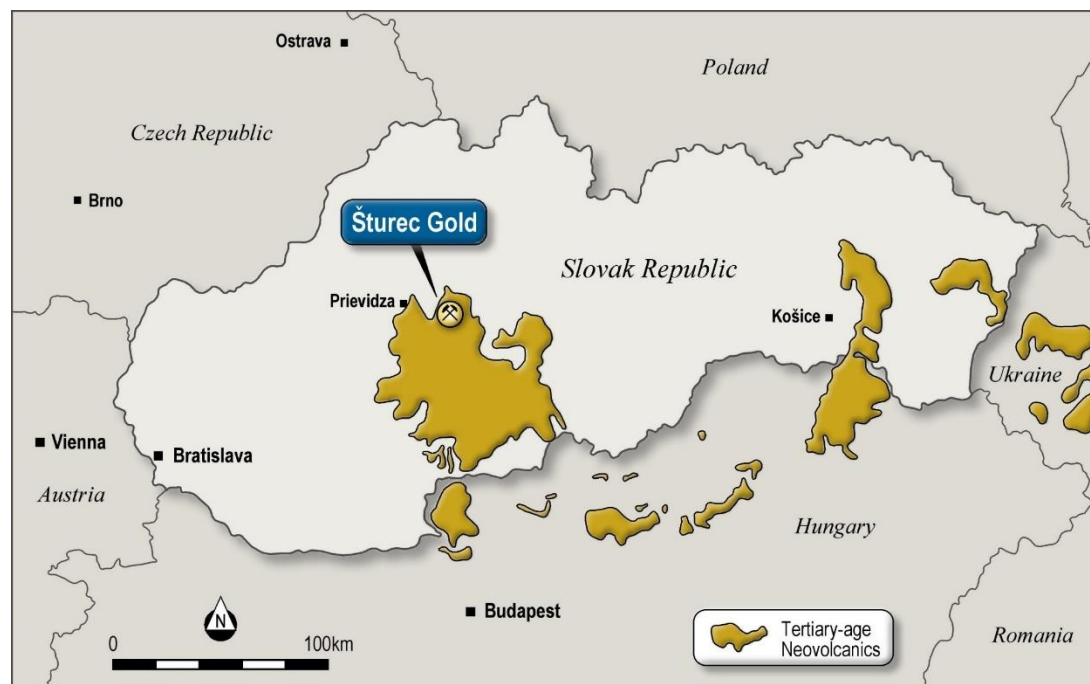 Ostrava
Poland
Czech Republic
Brno
Šturec Gold
Slovak Republic
Prievidza
Košice
Ukraine
Vienna
Bratislava
Austria
Hungary
N
Budapest
0 100km
Tertiary-age
Neovolcanics
Romania